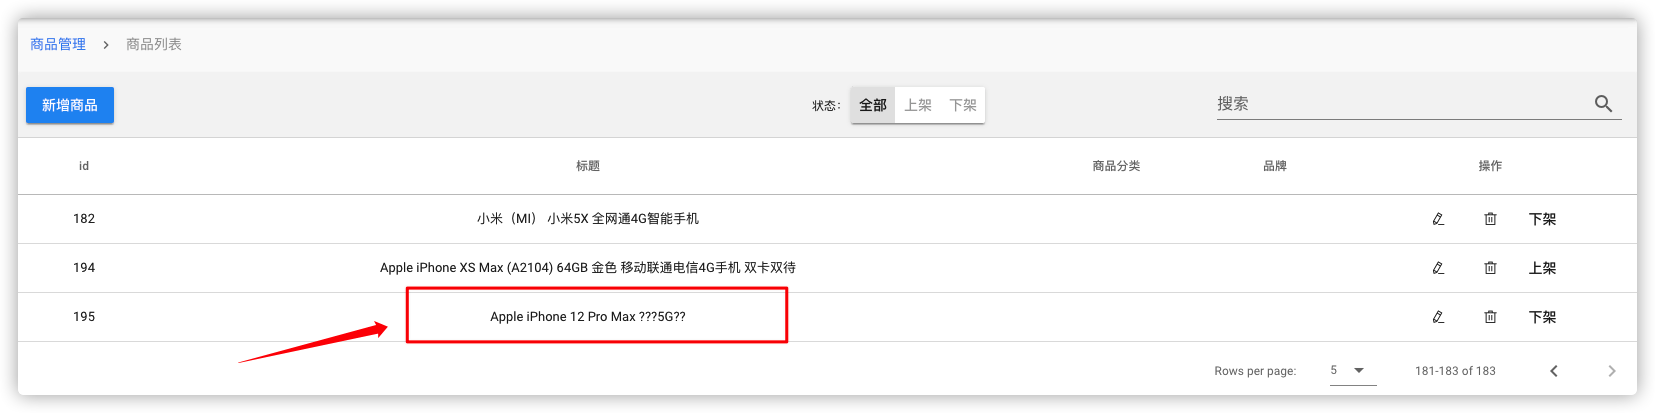 商品管理 > 商品列表
新增商品 状态： 全部 上架 下架 搜索
id 标题 商品分类 品牌 操作
182 小米（MI） 小米5X 全网通4G智能手机 下架
194 Apple iPhone XS Max (A2104) 64GB 金色 移动联通电信4G手机 双卡双待 上架
195 Apple iPhone 12 Pro Max ???5G?? 下架
Rows per page: 5 181-183 of 183